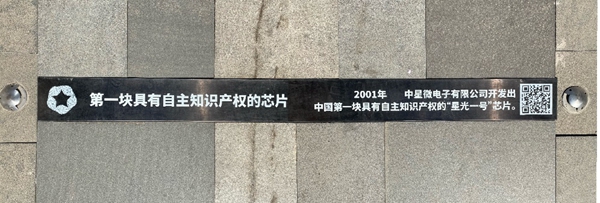 第一块具有自主知识产权的芯片
2001年 中星微电子有限公司开发出
中国第一块具有自主知识产权的“星光一号”芯片。